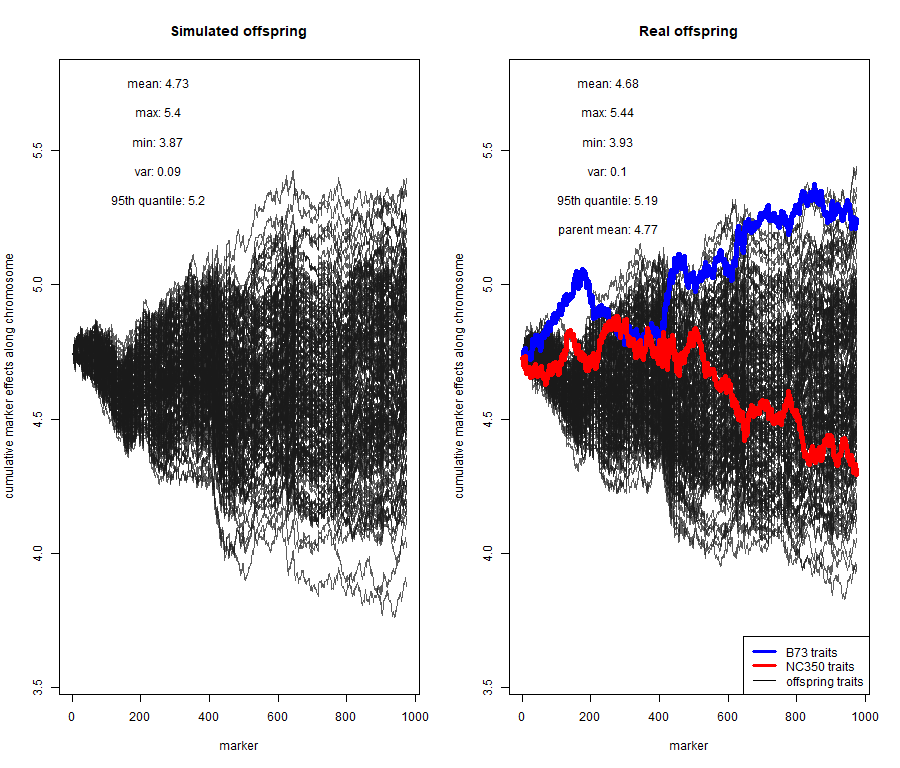 Simulated offspring
mean: 4.73
max: 5.4
min: 3.87
var: 0.09
95th quantile: 5.2
cumulative marker effects along chromosome
5.5
5.0
4.5
4.0
3.5
0 200 400 600 800 1000
marker
Real offspring
mean: 4.68
max: 5.44
min: 3.93
var: 0.1
95th quantile: 5.19
parent mean: 4.77
cumulative marker effects along chromosome
5.5
5.0
4.5
4.0
3.5
B73 traits
NC350 traits
offspring traits
0 200 400 600 800 1000
marker